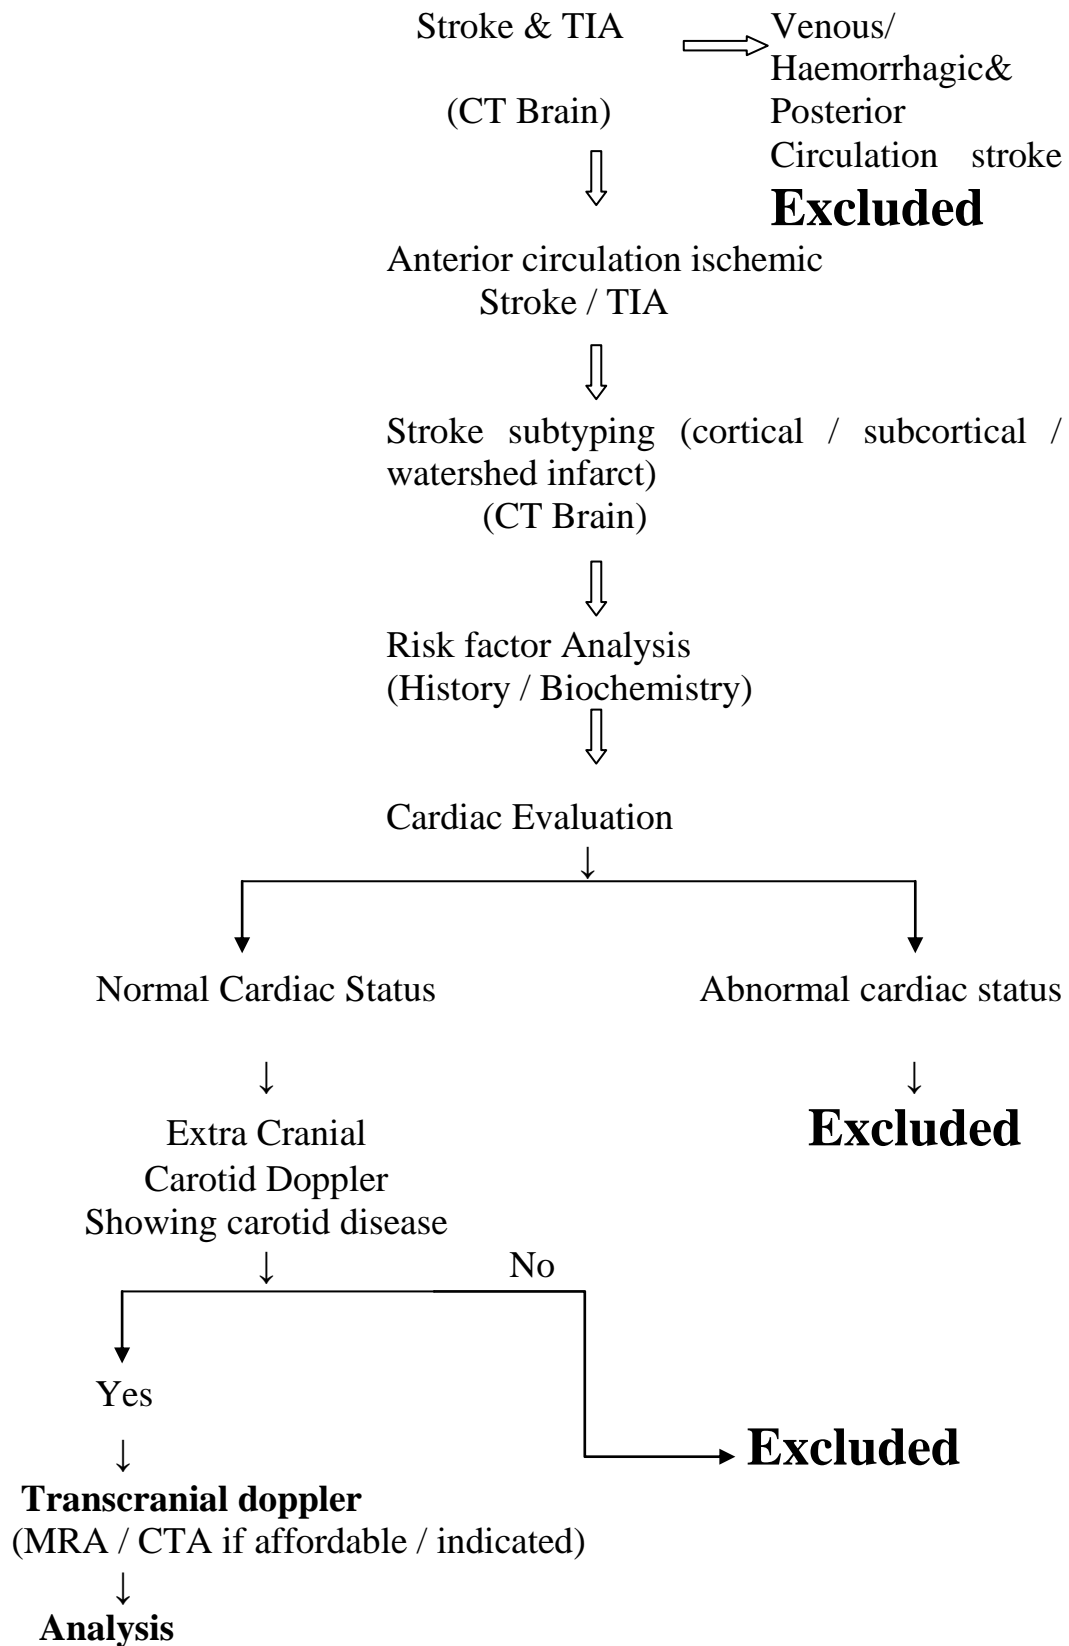 Stroke & TIA
Venous/
Haemorrhagic&
(CT Brain)
Posterior
Circulation stroke
Excluded
Anterior circulation ischemic
Stroke / TIA
Stroke subtyping (cortical / subcortical /
watershed infarct)
(CT Brain)
Risk factor Analysis
(History / Biochemistry)
Cardiac Evaluation
Normal Cardiac Status
Abnormal cardiac status
Extra Cranial
Carotid Doppler
Showing carotid disease
Excluded
No
Yes
Excluded
Transcranial doppler
(MRA / CTA if affordable / indicated)
Analysis